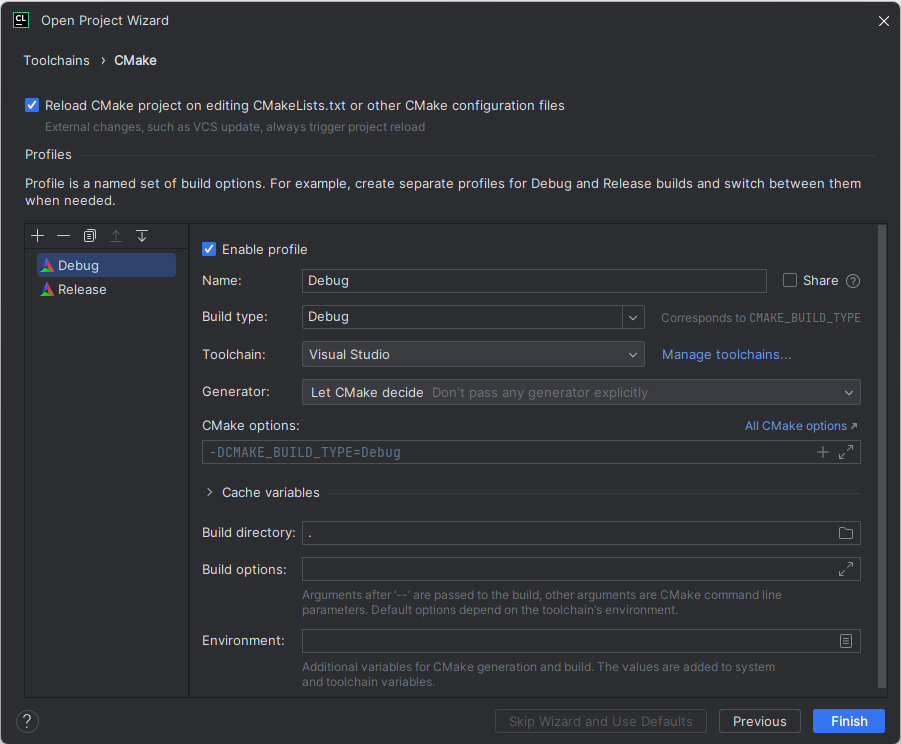 CL Open Project Wizard
Toolchains › CMake
Reload CMake project on editing CMakeLists.txt or other CMake configuration files
External changes, such as VCS update, always trigger project reload
Profiles
Profile is a named set of build options. For example, create separate profiles for Debug and Release builds and switch between them
when needed.
Debug
Release
Enable profile
Name: Debug Share ?
Build type: Debug Corresponds to CMAKE_BUILD_TYPE
Toolchain: Visual Studio Manage toolchains...
Generator: Let CMake decide Don't pass any generator explicitly
CMake options: All CMake options ↗
-DCMAKE_BUILD_TYPE=Debug
Cache variables
Build directory: .
Build options:
Arguments after '--' are passed to the build, other arguments are CMake command line
parameters. Default options depend on the toolchain's environment.
Environment:
Additional variables for CMake generation and build. The values are added to system
and toolchain variables.
? Skip Wizard and Use Defaults Previous Finish